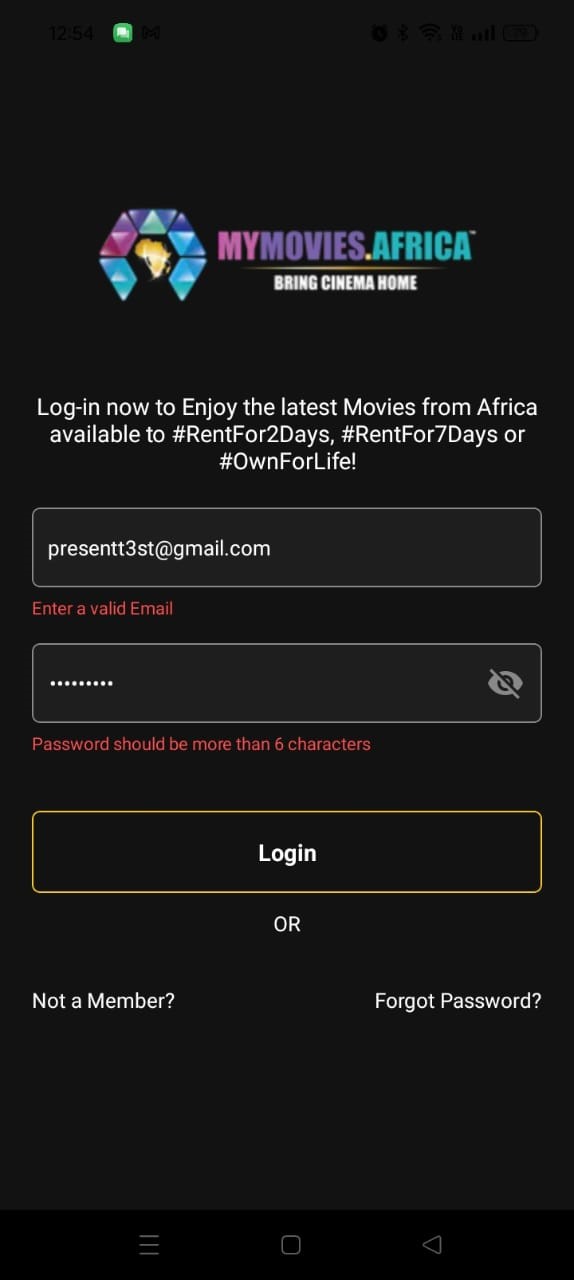 12:54
MYMOVIES.AFRICA™
BRING CINEMA HOME
Log-in now to Enjoy the latest Movies from Africa
available to #RentFor2Days, #RentFor7Days or
#OwnForLife!
presentt3st@gmail.com
Enter a valid Email
•••••••••
Password should be more than 6 characters
Login
OR
Not a Member?
Forgot Password?